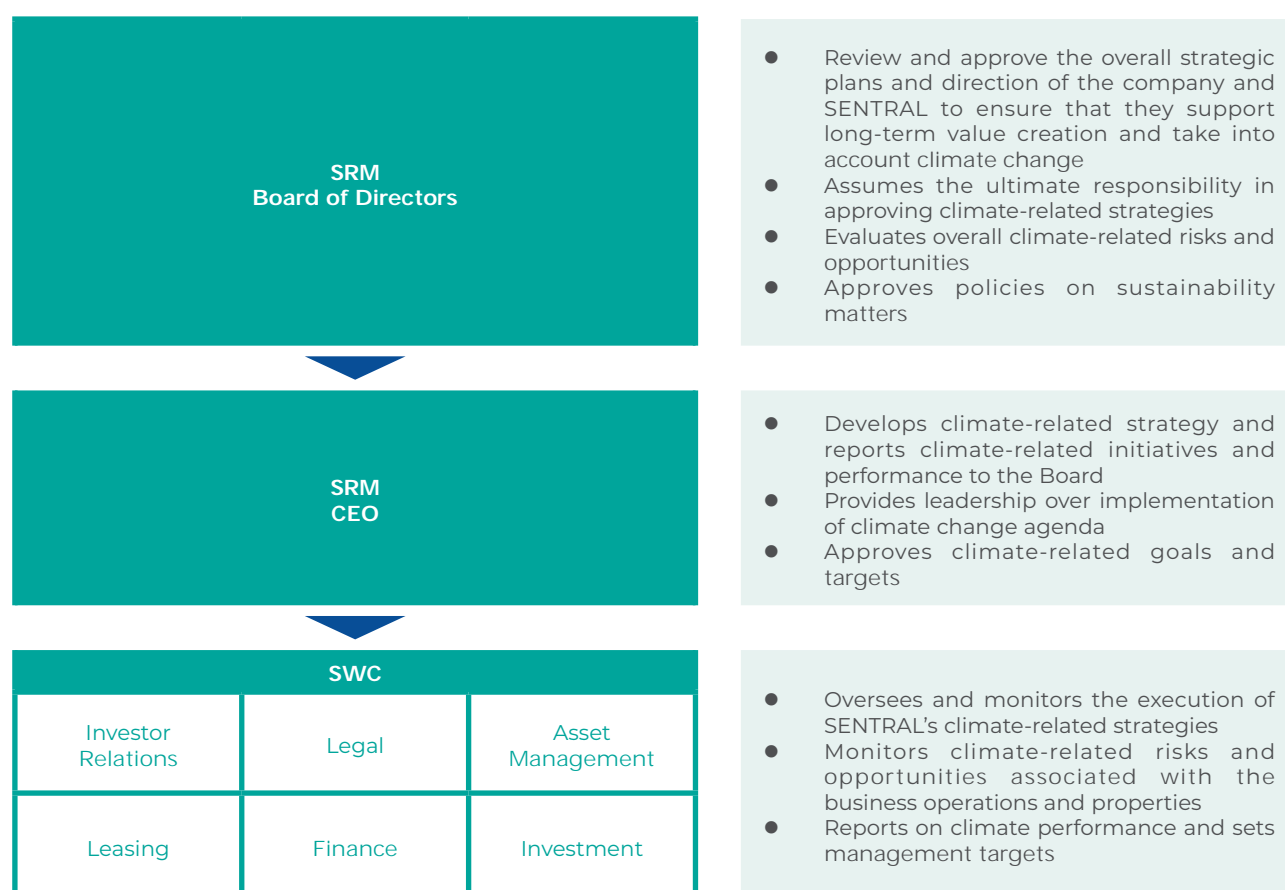 SRM
Board of Directors
● Review and approve the overall strategic
plans and direction of the company and
SENTRAL to ensure that they support
long-term value creation and take into
account climate change
● Assumes the ultimate responsibility in
approving climate-related strategies
● Evaluates overall climate-related risks and
opportunities
● Approves policies on sustainability
matters
SRM
CEO
● Develops climate-related strategy and
reports climate-related initiatives and
performance to the Board
● Provides leadership over implementation
of climate change agenda
● Approves climate-related goals and
targets
SWC
Investor
Relations
Legal
Asset
Management
Leasing
Finance
Investment
● Oversees and monitors the execution of
SENTRAL's climate-related strategies
● Monitors climate-related risks and
opportunities associated with the
business operations and properties
● Reports on climate performance and sets
management targets